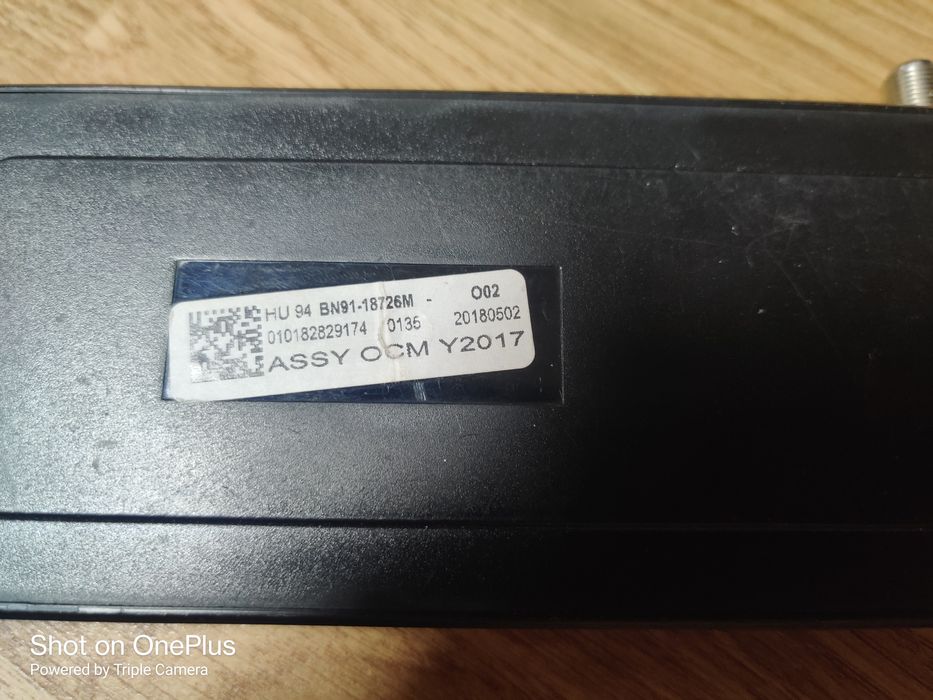 HU 94 BN91-18726M - O02
010182829174 0135 20180502
ASSY OCM Y2017
Shot on OnePlus
Powered by Triple Camera